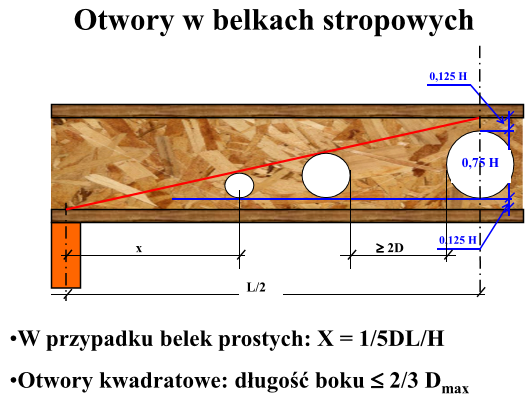 Otwory w belkach stropowych
0,125 H
0,75 H
0,125 H
x
≥ 2D
L/2
•W przypadku belek prostych: X = 1/5DL/H
•Otwory kwadratowe: długość boku ≤ 2/3 Dmax